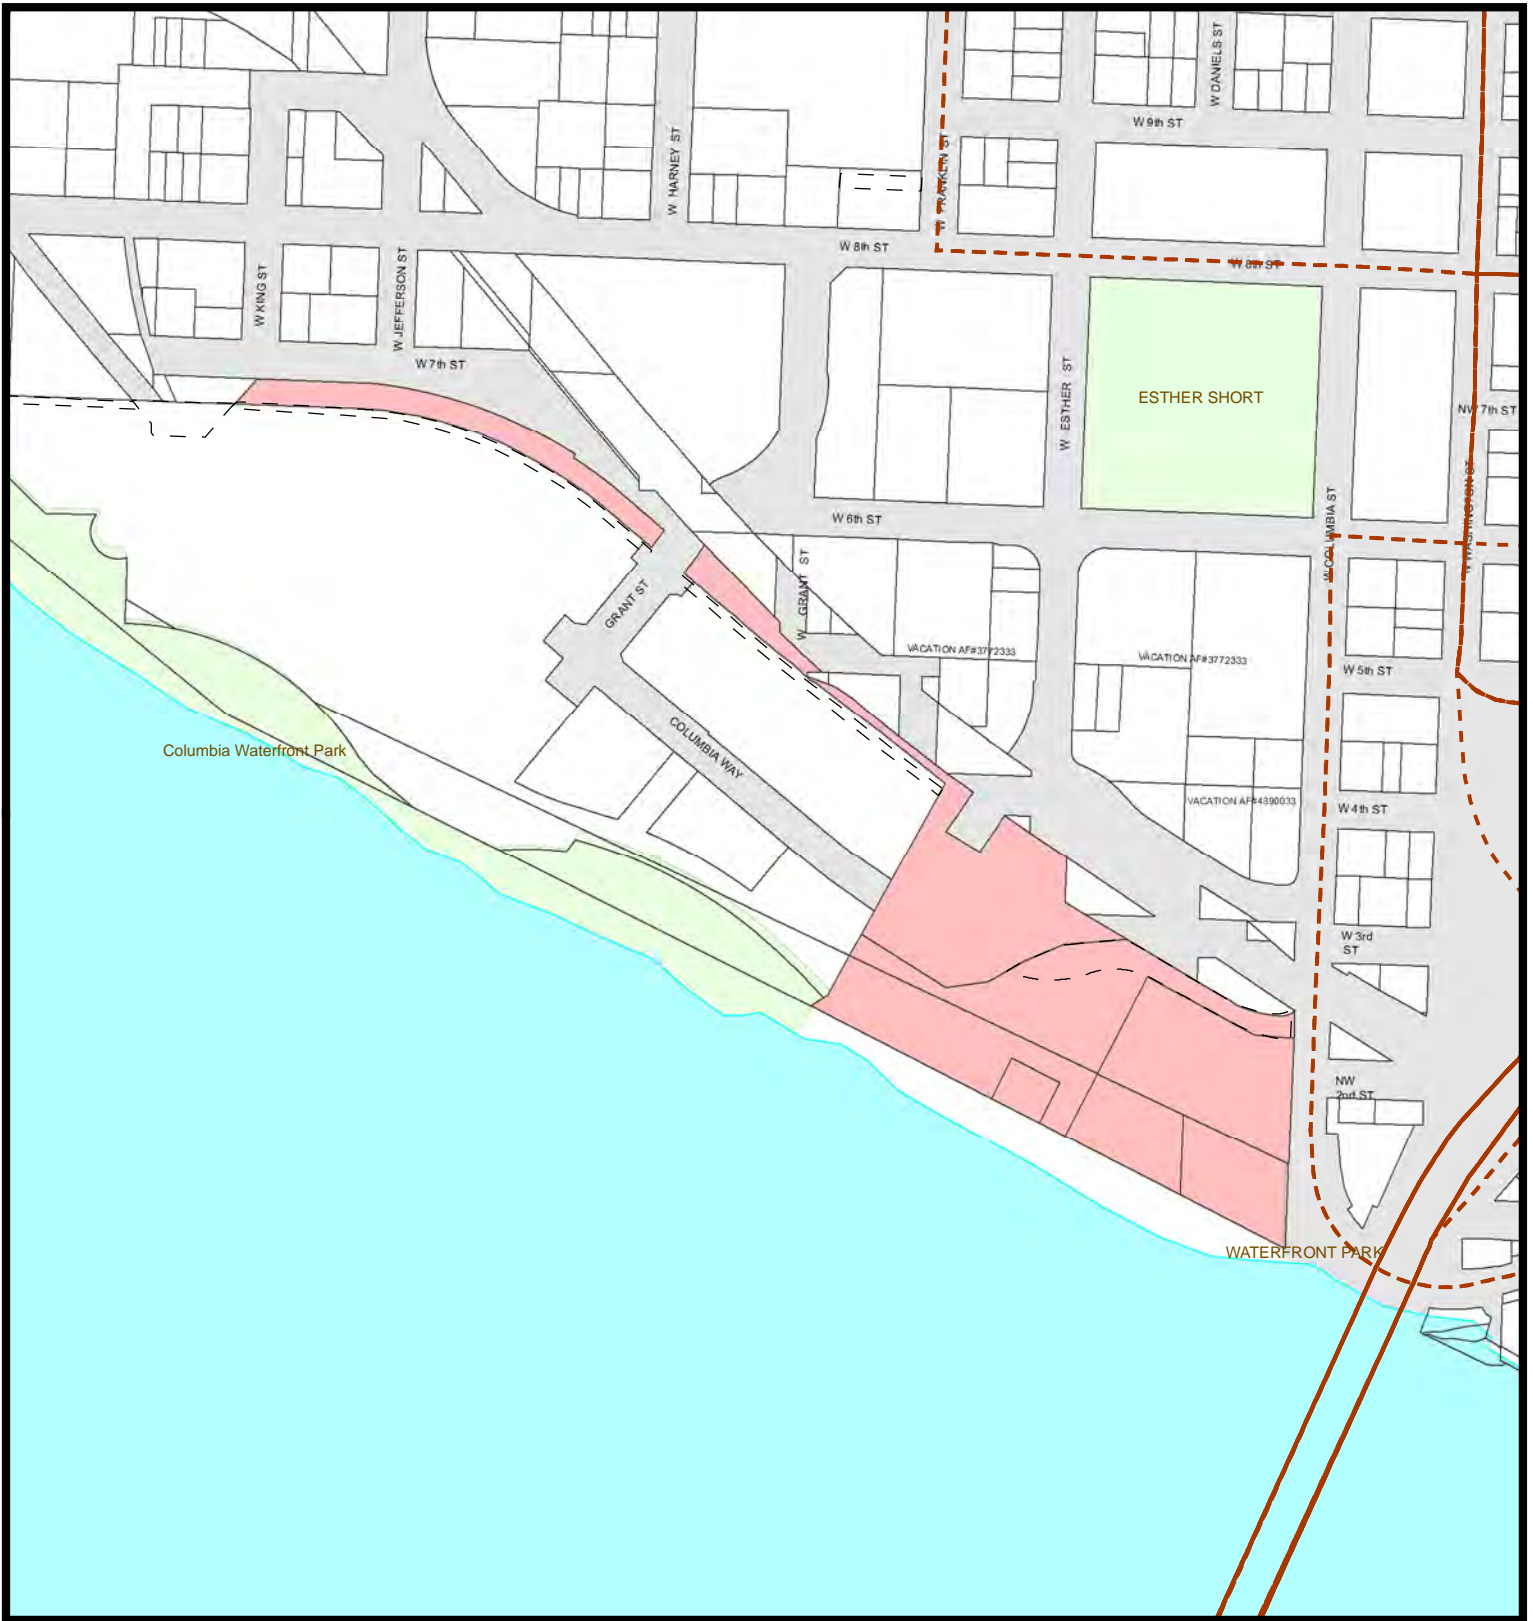 W DANIELS ST
W 9th ST
W HARNEY ST
W FRANKLIN ST
W 8th ST
W 8th ST
W KING ST
W JEFFERSON ST
W 7th ST
W ESTHER ST
ESTHER SHORT
NW 7th ST
W COLUMBIA ST
W WASHINGTON ST
W 6th ST
GRANT ST
W GRANT ST
VACATION AF#3772333
VACATION AF#3772333
W 5th ST
Columbia Waterfront Park
COLUMBIA WAY
VACATION AF#4390033
W 4th ST
W 3rd
ST
NW
2nd ST
WATERFRONT PARK